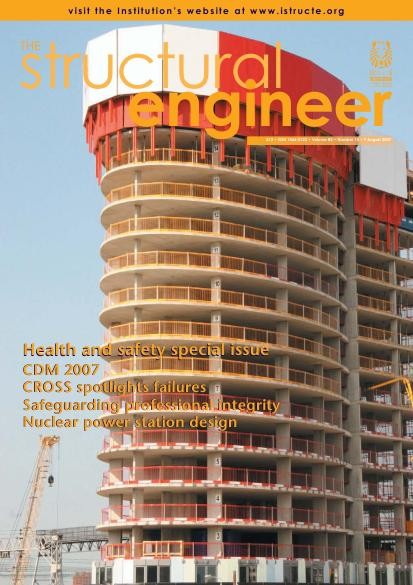 visit the Institution's website at www.istructe.org
THE
structural
engineer
Health and safety special issue
CDM 2007
CROSS spotlights failures
Safeguarding professional integrity
Nuclear power station design